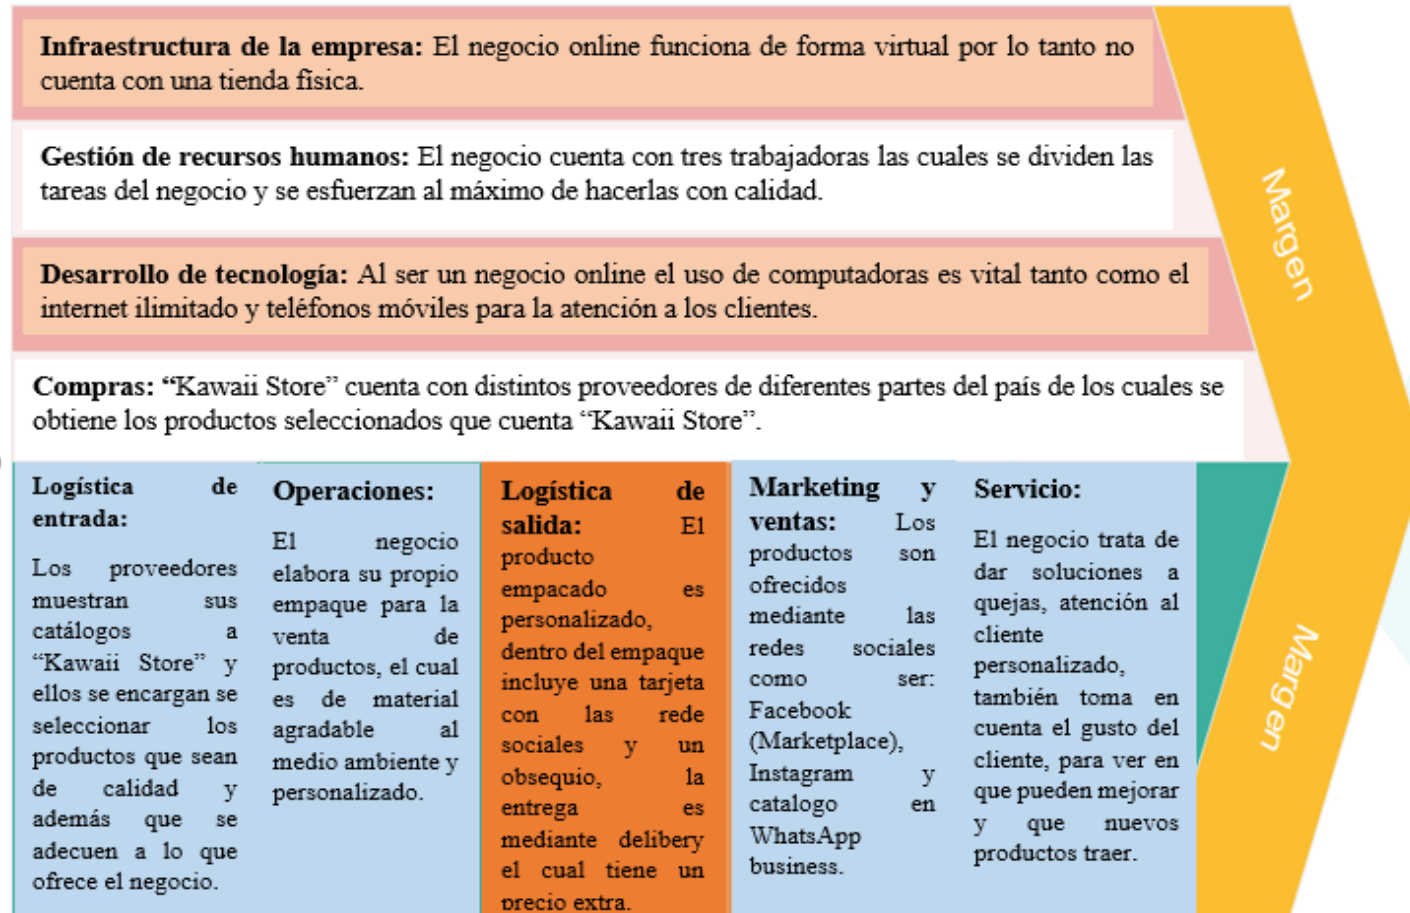 Infraestructura de la empresa: El negocio online funciona de forma virtual por lo tanto no
cuenta con una tienda física.
Gestión de recursos humanos: El negocio cuenta con tres trabajadoras las cuales se dividen las
tareas del negocio y se esfuerzan al máximo de hacerlas con calidad.
Desarrollo de tecnología: Al ser un negocio online el uso de computadoras es vital tanto como el
internet ilimitado y teléfonos móviles para la atención a los clientes.
Compras: “Kawaii Store” cuenta con distintos proveedores de diferentes partes del país de los cuales se
obtiene los productos seleccionados que cuenta “Kawaii Store”.
Logística de
entrada:
Los proveedores
muestran sus
catálogos a
“Kawaii Store” y
ellos se encargan se
seleccionar los
productos que sean
de calidad y
además que se
adecuen a lo que
ofrece el negocio.
Operaciones:
El negocio
elabora su propio
empaque para la
venta de
productos, el cual
es de material
agradable al
medio ambiente y
personalizado.
Logística de
salida: El
producto
empacado es
personalizado,
dentro del empaque
incluye una tarjeta
con las rede
sociales y un
obsequio, la
entrega es
mediante delibery
el cual tiene un
precio extra.
Marketing y
ventas: Los
productos son
ofrecidos
mediante las
redes sociales
como ser:
Facebook
(Marketplace),
Instagram y
catalogo en
WhatsApp
business.
Servicio:
El negocio trata de
dar soluciones a
quejas, atención al
cliente
personalizado,
también toma en
cuenta el gusto del
cliente, para ver en
que pueden mejorar
y que nuevos
productos traer.
Margen
Margen